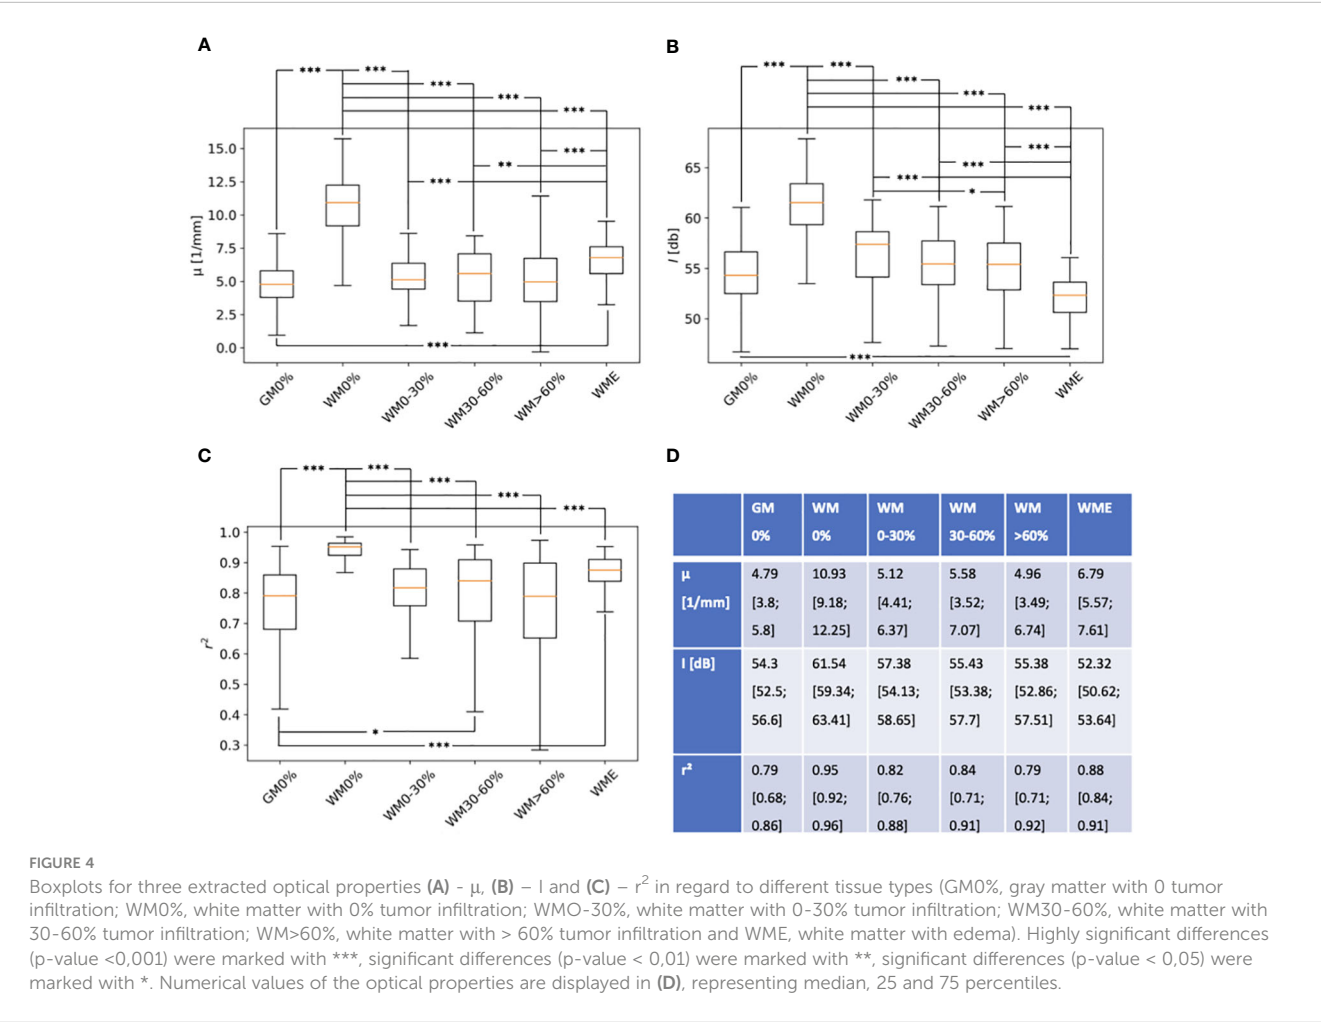 A
***
***
***
***
***
***
**
***
***
μ [1/mm]
15.0
12.5
10.0
7.5
5.0
2.5
0.0
GM0%
WM0%
WM0-30%
WM30-60%
WM>60%
WME
B
***
***
***
***
***
***
***
***
*
***
I [db]
65
60
55
50
GM0%
WM0%
WM0-30%
WM30-60%
WM>60%
WME
C
***
***
***
***
***
*
***
r²
1.0
0.9
0.8
0.7
0.6
0.5
0.4
0.3
GM0%
WM0%
WM0-30%
WM30-60%
WM>60%
WME
D
GM WM WM WM WM WME
0% 0% 0-30% 30-60% >60%
μ 4.79 10.93 5.12 5.58 4.96 6.79
[1/mm] [3.8; [9.18; [4.41; [3.52; [3.49; [5.57;
5.8] 12.25] 6.37] 7.07] 6.74] 7.61]
I [dB] 54.3 61.54 57.38 55.43 55.38 52.32
[52.5; [59.34; [54.13; [53.38; [52.86; [50.62;
56.6] 63.41] 58.65] 57.7] 57.51] 53.64]
r² 0.79 0.95 0.82 0.84 0.79 0.88
[0.68; [0.92; [0.76; [0.71; [0.71; [0.84;
0.86] 0.96] 0.88] 0.91] 0.92] 0.91]
FIGURE 4
Boxplots for three extracted optical properties (A) - μ, (B) – I and (C) – r² in regard to different tissue types (GM0%, gray matter with 0 tumor
infiltration; WM0%, white matter with 0% tumor infiltration; WMO-30%, white matter with 0-30% tumor infiltration; WM30-60%, white matter with
30-60% tumor infiltration; WM>60%, white matter with > 60% tumor infiltration and WME, white matter with edema). Highly significant differences
(p-value <0,001) were marked with ***, significant differences (p-value < 0,01) were marked with **, significant differences (p-value < 0,05) were
marked with *. Numerical values of the optical properties are displayed in (D), representing median, 25 and 75 percentiles.